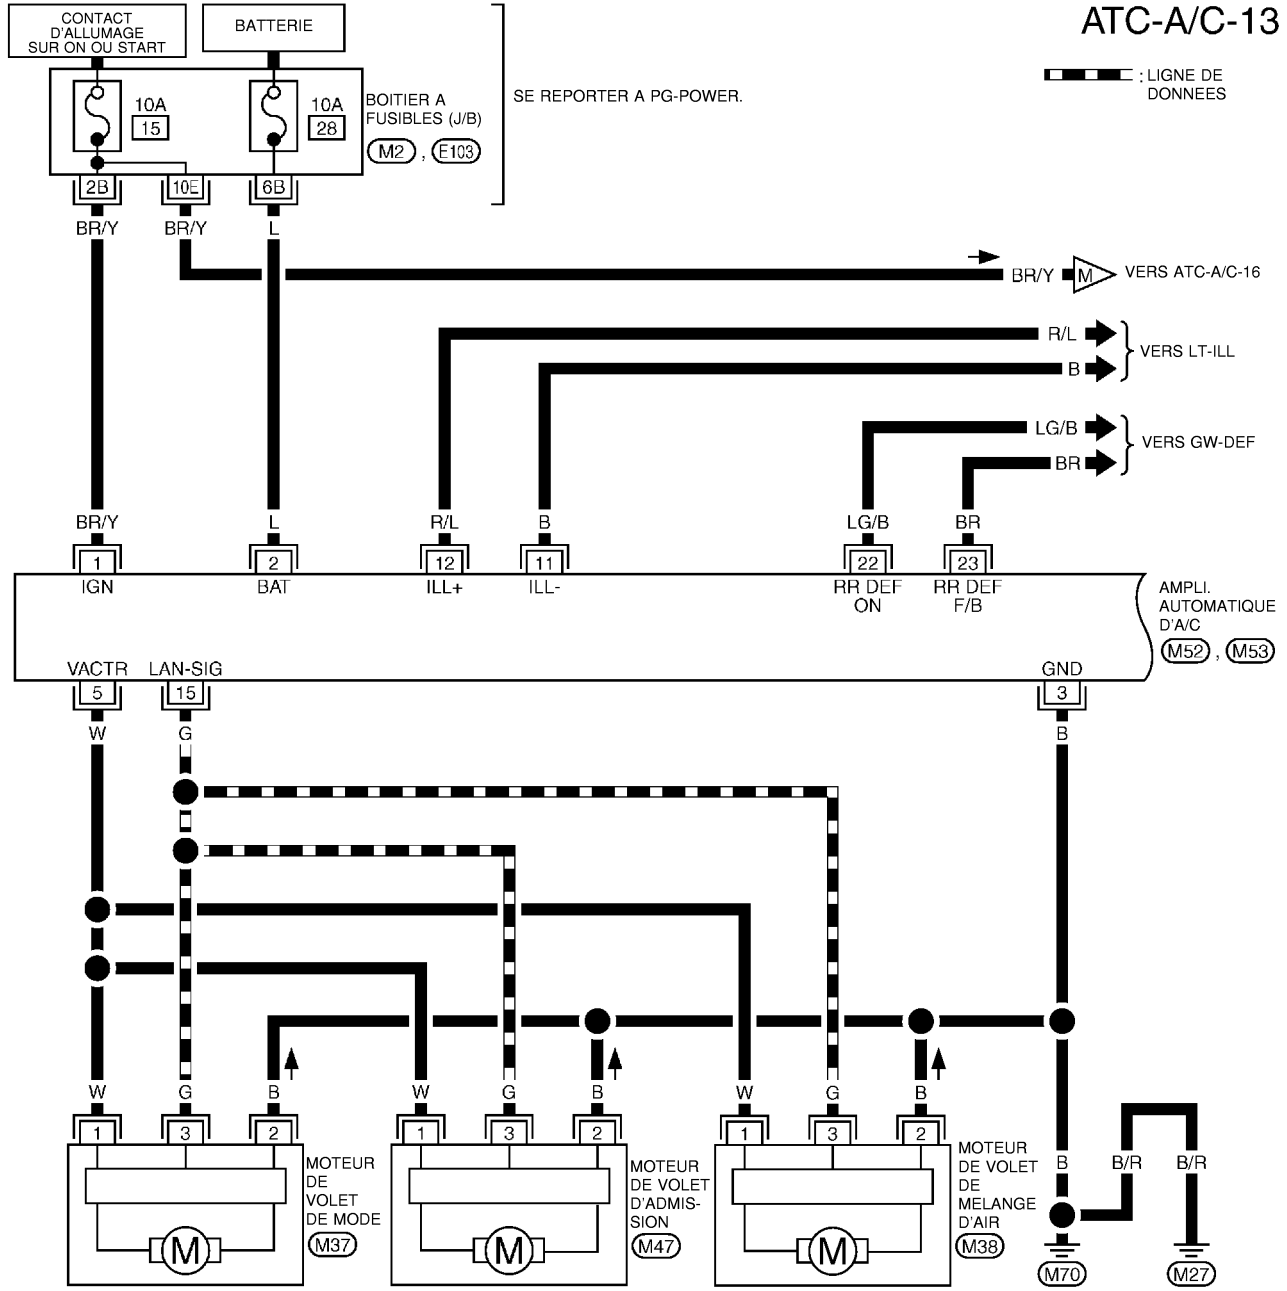 ATC-A/C-13
CONTACT
D'ALLUMAGE
SUR ON OU START
BATTERIE
: LIGNE DE
DONNEES
10A
15
10A
28
BOITIER A
FUSIBLES (J/B)
M2 , E103
SE REPORTER A PG-POWER.
2B
10E
6B
BR/Y
BR/Y
L
BR/Y
M
VERS ATC-A/C-16
R/L
B
VERS LT-ILL
LG/B
BR
VERS GW-DEF
BR/Y
L
R/L
B
LG/B
BR
1
2
12
11
22
23
IGN
BAT
ILL+
ILL-
RR DEF
ON
RR DEF
F/B
AMPLI.
AUTOMATIQUE
D'A/C
M52 , M53
VACTR
LAN-SIG
GND
5
15
3
W
G
B
W
G
B
W
G
B
W
G
B
1
3
2
1
3
2
1
3
2
MOTEUR
DE
VOLET
DE MODE
M37
M
MOTEUR
DE VOLET
D'ADMIS-
SION
M47
M
MOTEUR
DE VOLET
DE
MELANGE
D'AIR
M38
M
B
B/R
B/R
M70
M27